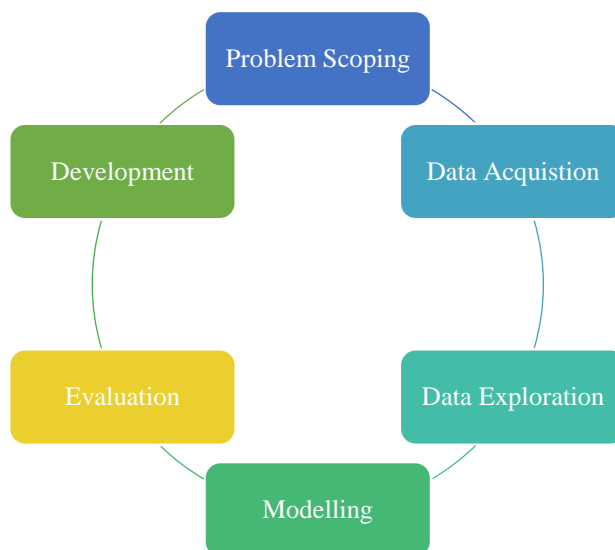 Problem Scoping
Data Acquistion
Data Exploration
Modelling
Evaluation
Development